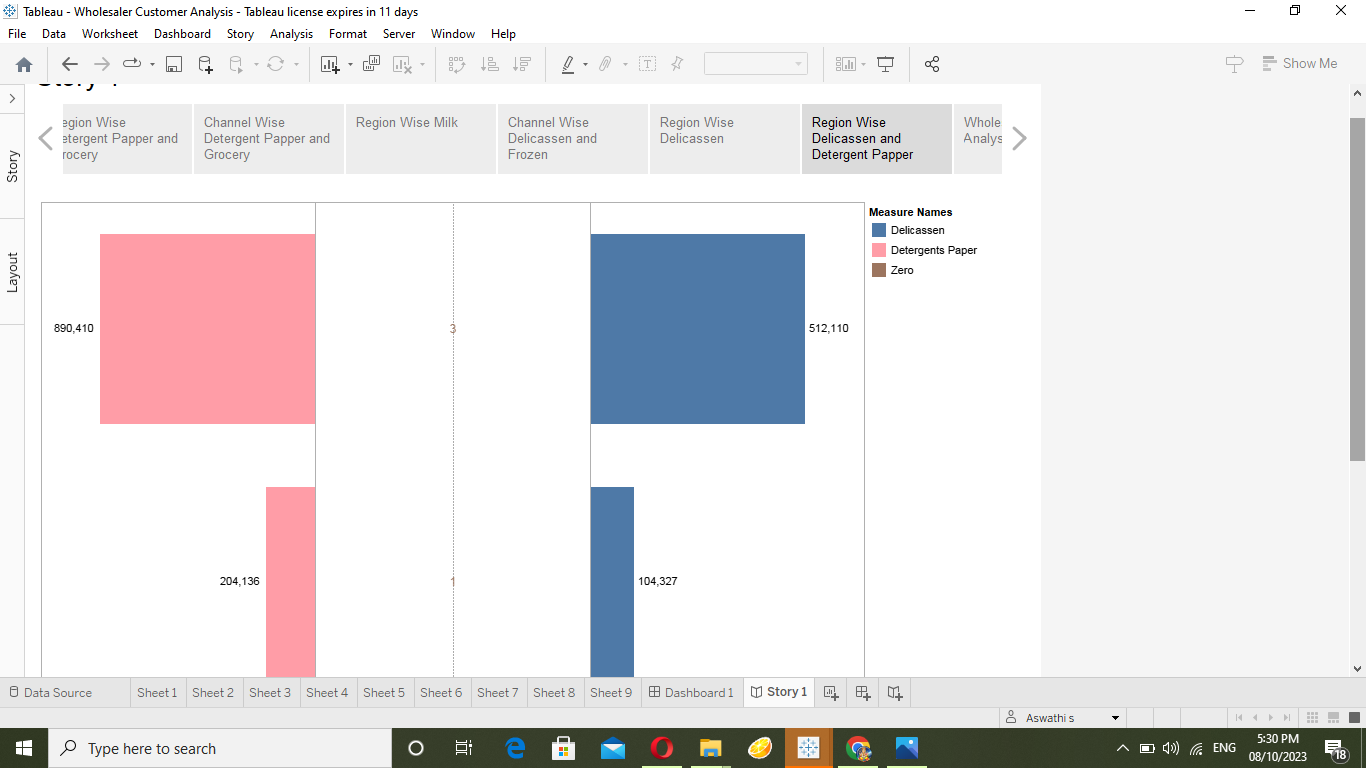 Tableau - Wholesaler Customer Analysis - Tableau license expires in 11 days
File Data Worksheet Dashboard Story Analysis Format Server Window Help
Show Me
Story 1
egion Wise
etergent Papper and
rocery
Channel Wise
Detergent Papper and
Grocery
Region Wise Milk
Channel Wise
Delicassen and
Frozen
Region Wise
Delicassen
Region Wise
Delicassen and
Detergent Papper
Whole
Analys
Story
Layout
Measure Names
Delicassen
Detergents Paper
Zero
890,410 3 512,110
204,136 1 104,327
Data Source Sheet 1 Sheet 2 Sheet 3 Sheet 4 Sheet 5 Sheet 6 Sheet 7 Sheet 8 Sheet 9 Dashboard 1 Story 1
Aswathi s
Type here to search
ENG
5:30 PM
08/10/2023
18